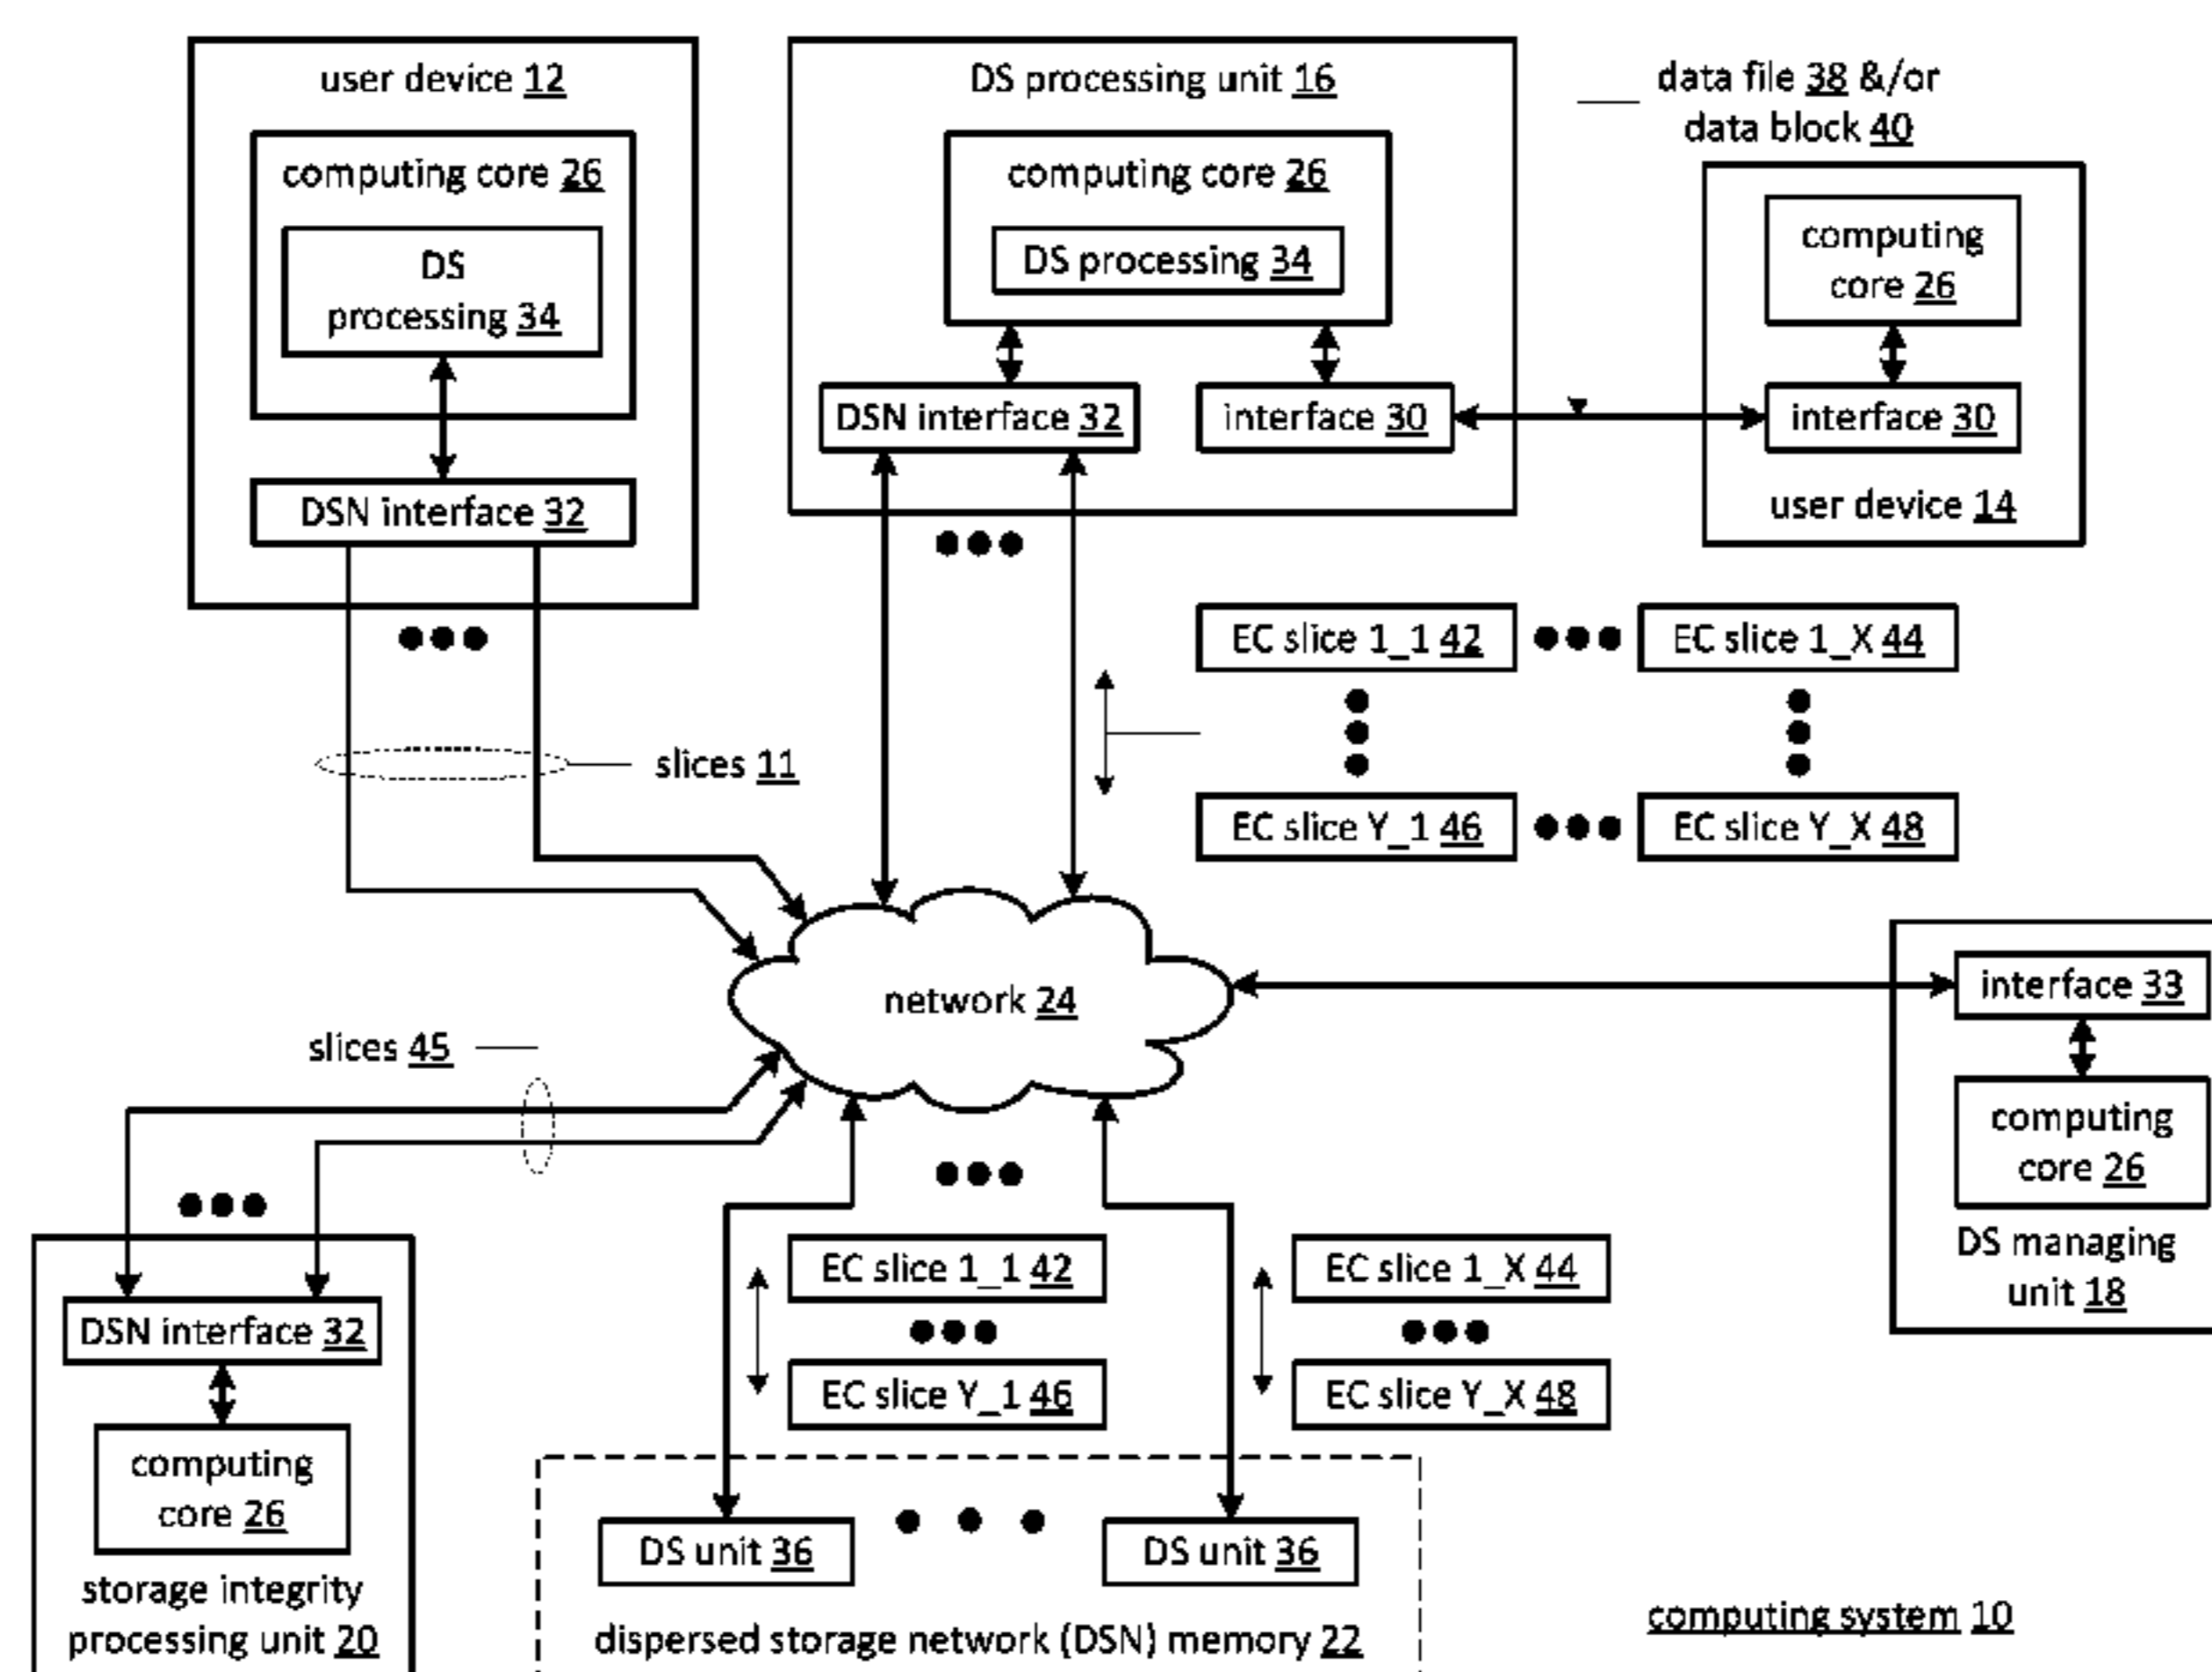 user device 12
computing core 26
DS
processing 34
DSN interface 32
DS processing unit 16
computing core 26
DS processing 34
DSN interface 32
interface 30
data file 38 &/or
data block 40
computing
core 26
interface 30
user device 14
slices 11
EC slice 1_1 42
EC slice 1_X 44
EC slice Y_1 46
EC slice Y_X 48
network 24
interface 33
computing
core 26
DS managing
unit 18
slices 45
DSN interface 32
computing
core 26
storage integrity
processing unit 20
EC slice 1_1 42
EC slice Y_1 46
EC slice 1_X 44
EC slice Y_X 48
DS unit 36
DS unit 36
dispersed storage network (DSN) memory 22
computing system 10